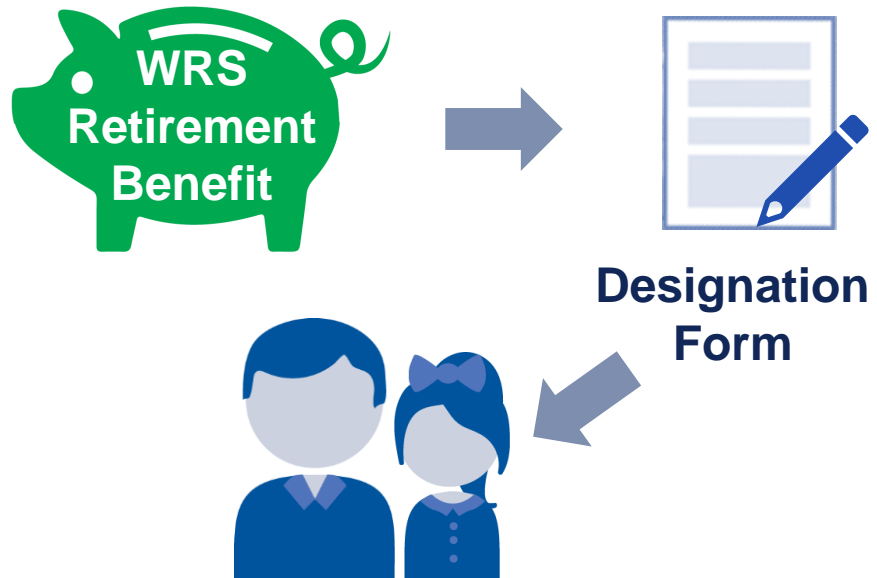 WRS
Retirement
Benefit
Designation
Form